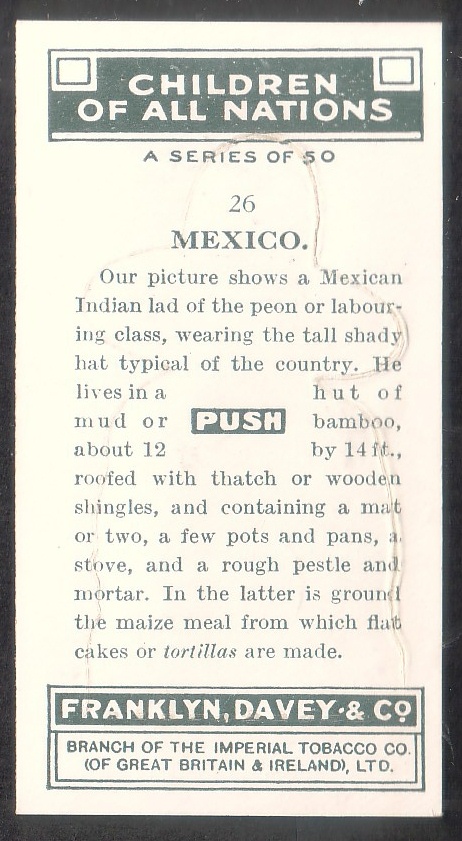 CHILDREN
OF ALL NATIONS
A SERIES OF 50
26
MEXICO.
Our picture shows a Mexican
Indian lad of the peon or labour-
ing class, wearing the tall shady
hat typical of the country. He
lives in a hut of
mud or PUSH bamboo,
about 12 by 14 ft.,
roofed with thatch or wooden
shingles, and containing a mat
or two, a few pots and pans, a
stove, and a rough pestle and
mortar. In the latter is ground
the maize meal from which flat
cakes or tortillas are made.
FRANKLYN, DAVEY & Co
BRANCH OF THE IMPERIAL TOBACCO CO.
(OF GREAT BRITAIN & IRELAND), LTD.